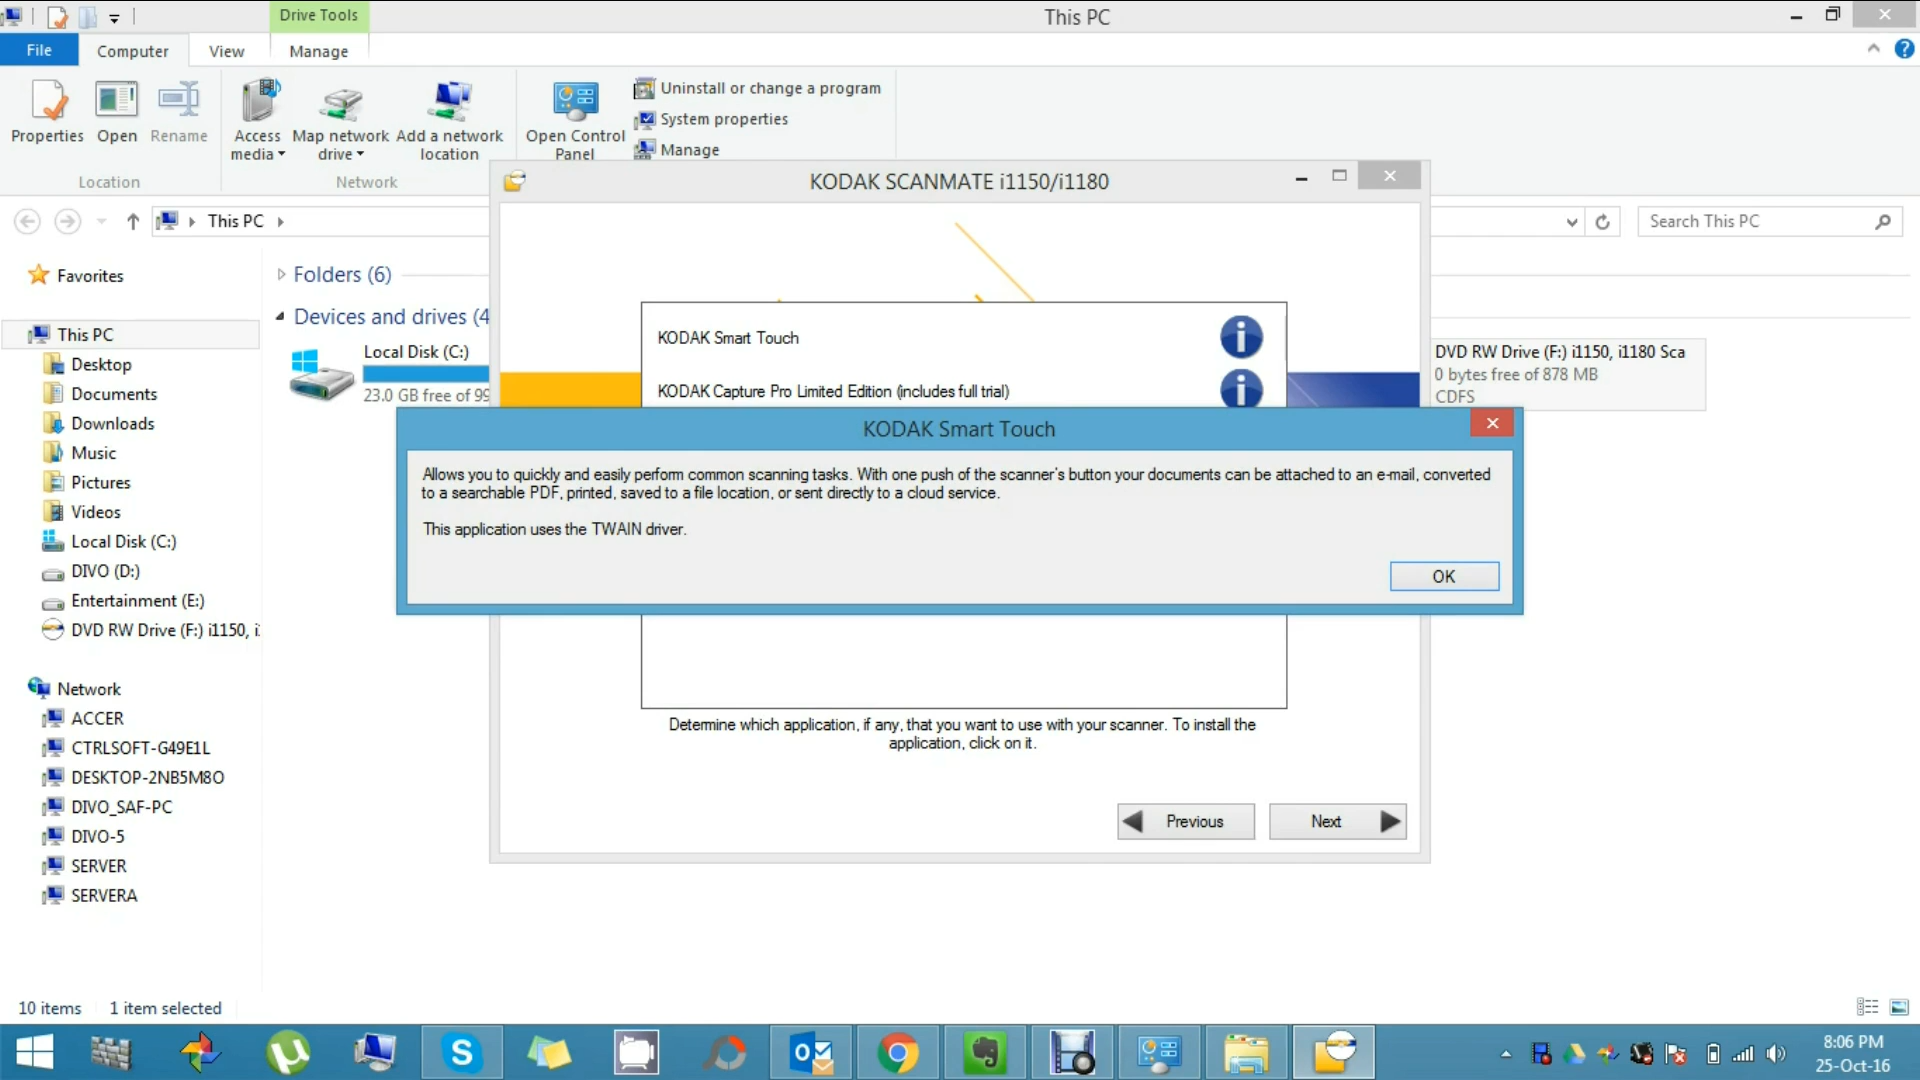 Drive Tools
This PC
File
Computer
View
Manage
Properties
Open
Rename
Access media
Map network drive
Add a network location
Open Control Panel
Uninstall or change a program
System properties
Manage
Location
Network
This PC
Search This PC
KODAK SCANMATE i1150/i1180
Favorites
This PC
Desktop
Documents
Downloads
Music
Pictures
Videos
Local Disk (C:)
DIVO (D:)
Entertainment (E:)
DVD RW Drive (F:) i1150, i
Network
ACCER
CTRLSOFT-G49E1L
DESKTOP-2NB5M8O
DIVO_SAF-PC
DIVO-5
SERVER
SERVERA
Folders (6)
Devices and drives (4
Local Disk (C:)
23.0 GB free of 99
DVD RW Drive (F:) i1150, i1180 Sca
0 bytes free of 878 MB
CDFS
KODAK Smart Touch
KODAK Capture Pro Limited Edition (includes full trial)
KODAK Smart Touch
Allows you to quickly and easily perform common scanning tasks. With one push of the scanner's button your documents can be attached to an e-mail, converted
to a searchable PDF, printed, saved to a file location, or sent directly to a cloud service.
This application uses the TWAIN driver.
OK
Determine which application, if any, that you want to use with your scanner. To install the
application, click on it.
Previous
Next
10 items
1 item selected
8:06 PM
25-Oct-16